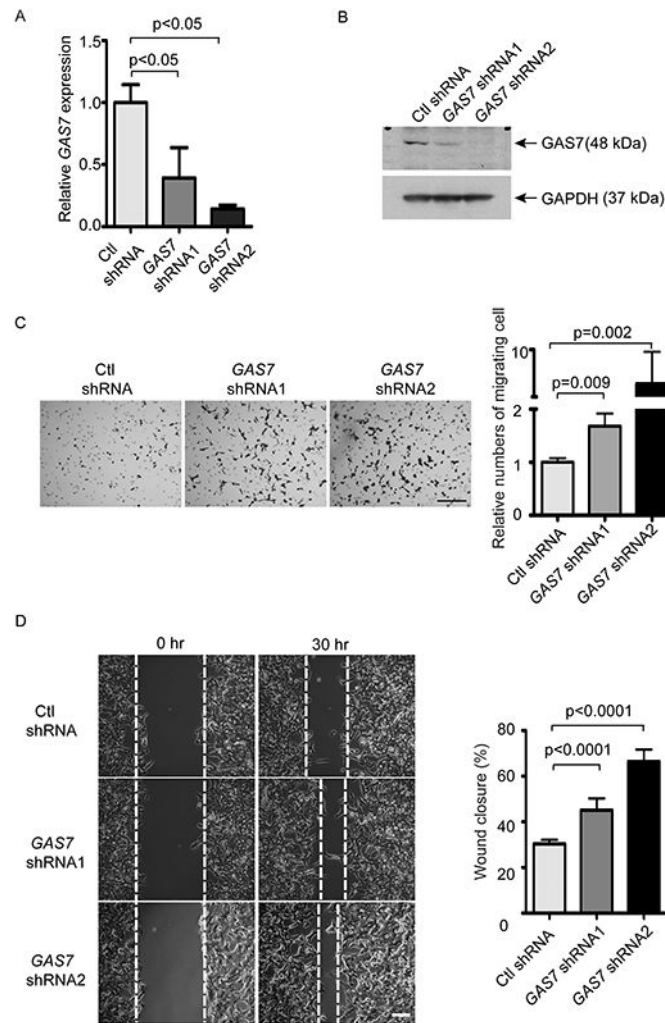 A
p<0.05
p<0.05
Relative GAS7 expression
1.5
1.0
0.5
0.0
Ctl
shRNA
GAS7
shRNA1
GAS7
shRNA2
B
Ctl shRNA
GAS7 shRNA1
GAS7 shRNA2
GAS7(48 kDa)
GAPDH (37 kDa)
C
Ctl
shRNA
GAS7
shRNA1
GAS7
shRNA2
Relative numbers of migrating cell
10
2
1
0
p=0.002
p=0.009
Ctl shRNA
GAS7 shRNA1
GAS7 shRNA2
D
0 hr
30 hr
Ctl
shRNA
GAS7
shRNA1
GAS7
shRNA2
Wound closure (%)
80
60
40
20
0
p<0.0001
p<0.0001
Ctl shRNA
GAS7 shRNA1
GAS7 shRNA2